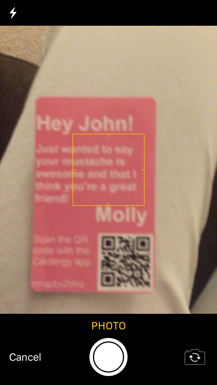 Hey John!
Just wanted to say
your mustache is
awesome and that I
think you're a great
friend!
Molly
Scan the QR
code with the
Cardergy app
PHOTO
Cancel